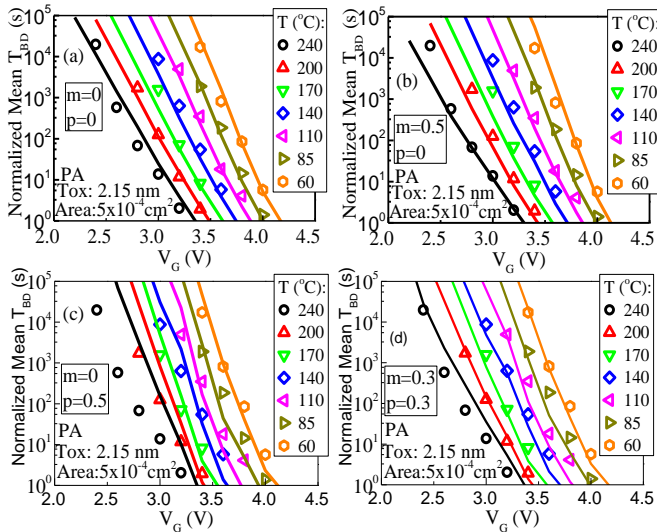 Normalized Mean T_BD (s)
10^5
10^4
10^3
10^2
10^1
10^0
(a)
m=0
p=0
PA
Tox: 2.15 nm
Area:5x10^-4cm^2
2.0 2.5 3.0 3.5 4.0 4.5
V_G (V)
T (°C):
240
200
170
140
110
85
60
Normalized Mean T_BD (s)
10^5
10^4
10^3
10^2
10^1
10^0
(b)
m=0.5
p=0
PA
Tox: 2.15 nm
Area:5x10^-4cm^2
2.0 2.5 3.0 3.5 4.0 4.5
V_G (V)
T (°C):
240
200
170
140
110
85
60
Normalized Mean T_BD (s)
10^5
10^4
10^3
10^2
10^1
10^0
(c)
m=0
p=0.5
PA
Tox: 2.15 nm
Area:5x10^-4cm^2
2.0 2.5 3.0 3.5 4.0 4.5
V_G (V)
T (°C):
240
200
170
140
110
85
60
Normalized Mean T_BD (s)
10^5
10^4
10^3
10^2
10^1
10^0
(d)
m=0.3
p=0.3
PA
Tox: 2.15 nm
Area:5x10^-4cm^2
2.0 2.5 3.0 3.5 4.0 4.5
V_G (V)
T (°C):
240
200
170
140
110
85
60